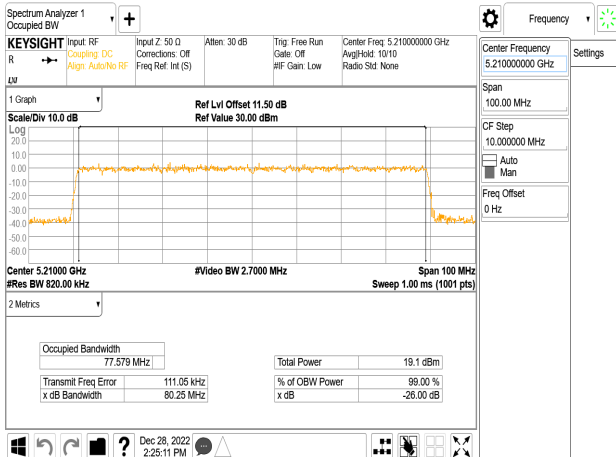 Spectrum Analyzer 1
Occupied BW
Frequency
KEYSIGHT
R
LXI
Input: RF
Coupling: DC
Align: Auto/No RF
Input Z: 50 Ω
Corrections: Off
Freq Ref: Int (S)
Atten: 30 dB
Trig: Free Run
Gate: Off
#IF Gain: Low
Center Freq: 5.210000000 GHz
Avg|Hold: 10/10
Radio Std: None
Center Frequency
5.210000000 GHz
Settings
Span
100.00 MHz
CF Step
10.000000 MHz
Auto
Man
Freq Offset
0 Hz
1 Graph
Scale/Div 10.0 dB
Ref Lvl Offset 11.50 dB
Ref Value 30.00 dBm
Log
20.0
10.0
0.00
-10.0
-20.0
-30.0
-40.0
-50.0
-60.0
Center 5.21000 GHz
#Video BW 2.7000 MHz
Span 100 MHz
#Res BW 820.00 kHz
Sweep 1.00 ms (1001 pts)
2 Metrics
Occupied Bandwidth
77.579 MHz
Total Power 19.1 dBm
Transmit Freq Error 111.05 kHz
% of OBW Power 99.00 %
x dB Bandwidth 80.25 MHz
x dB -26.00 dB
?
Dec 28, 2022
2:25:11 PM